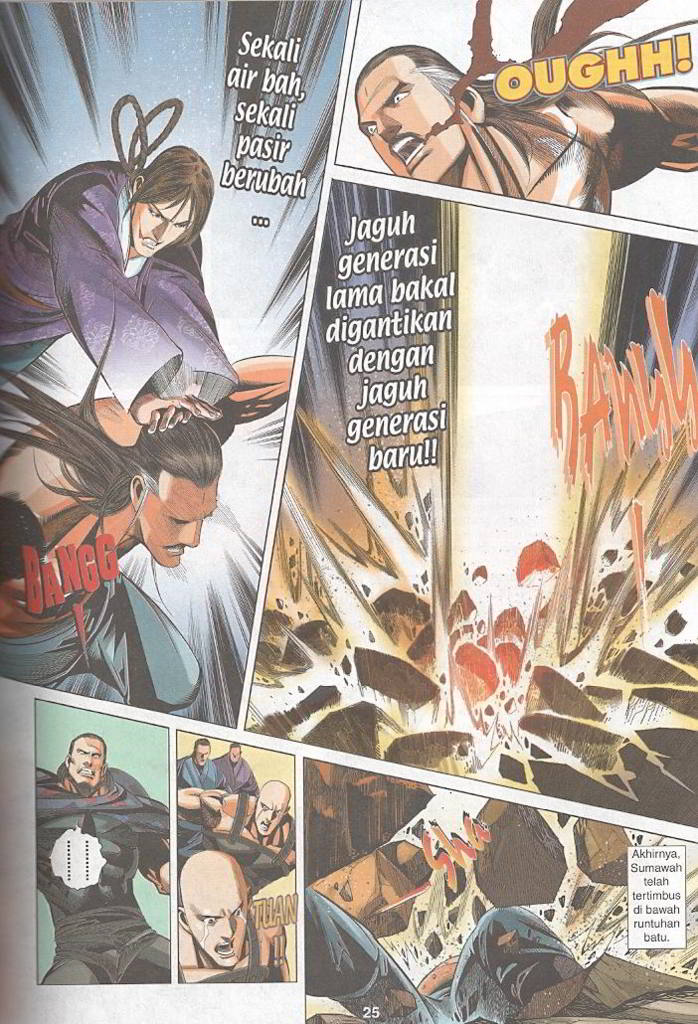 Sekali
air bah,
sekali
pasir
berubah
...
BANGG
!
OUGHH!
Jaguh
generasi
lama bakal
digantikan
dengan
jaguh
generasi
baru!!
!
TUAN
!!
Akhirnya,
Sumawah
telah
tertimbus
di bawah
runtuhan
batu.
25